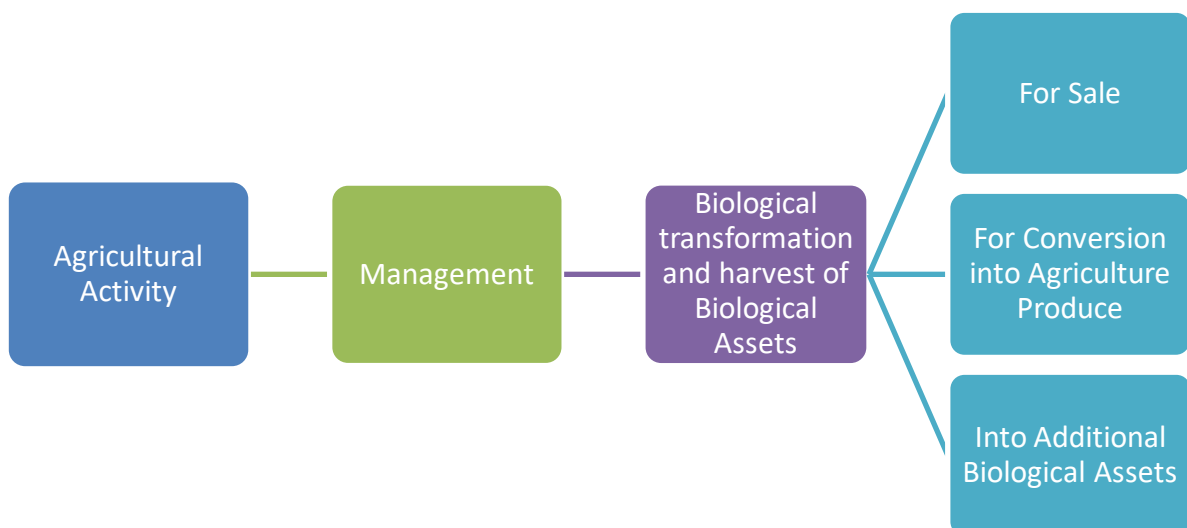 Agricultural
Activity
Management
Biological
transformation
and harvest of
Biological
Assets
For Sale
For Conversion
into Agriculture
Produce
Into Additional
Biological Assets